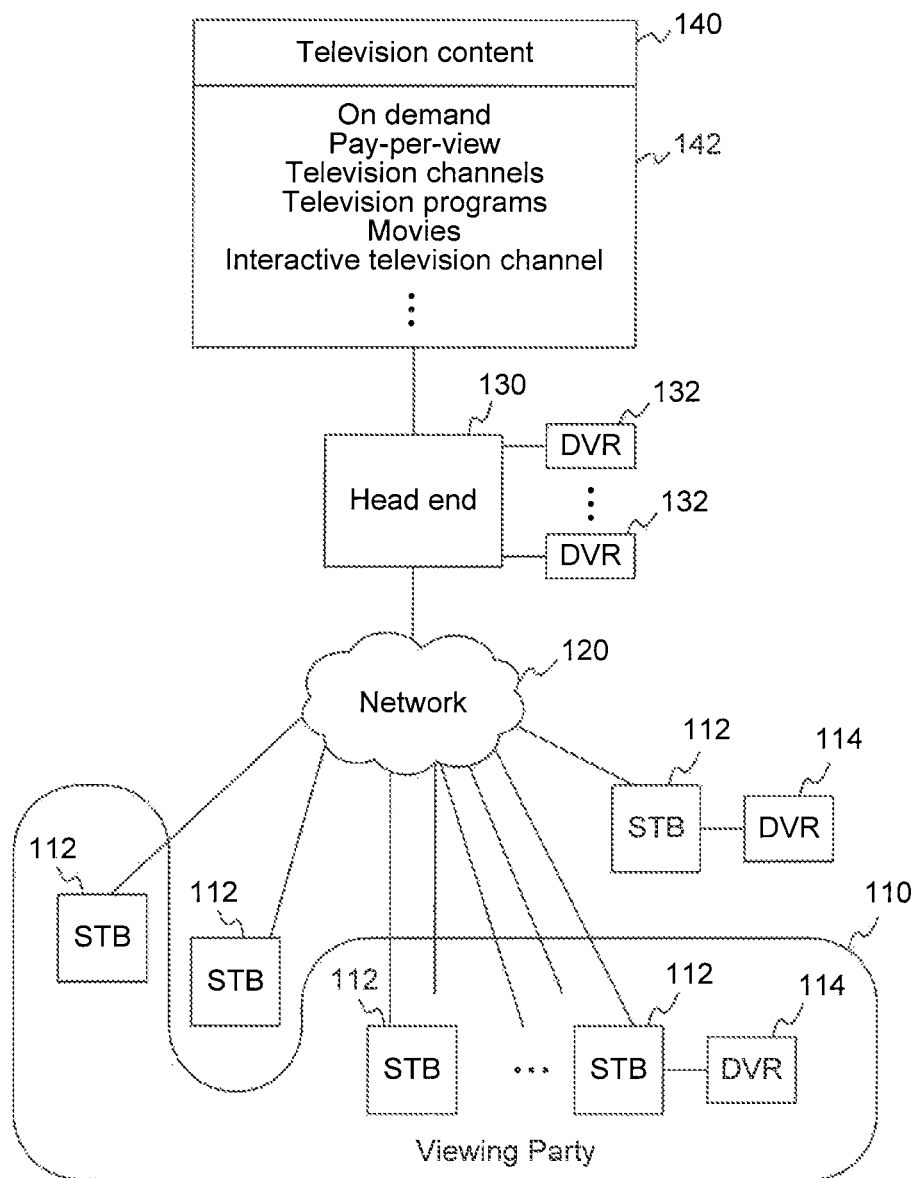 140
Television content
On demand
Pay-per-view
142
Television channels
Television programs
Movies
Interactive television channel
130
132
DVR
Head end
132
DVR
120
Network
112
114
STB
DVR
112
STB
112
STB
110
112
STB
112
STB
114
DVR
Viewing Party